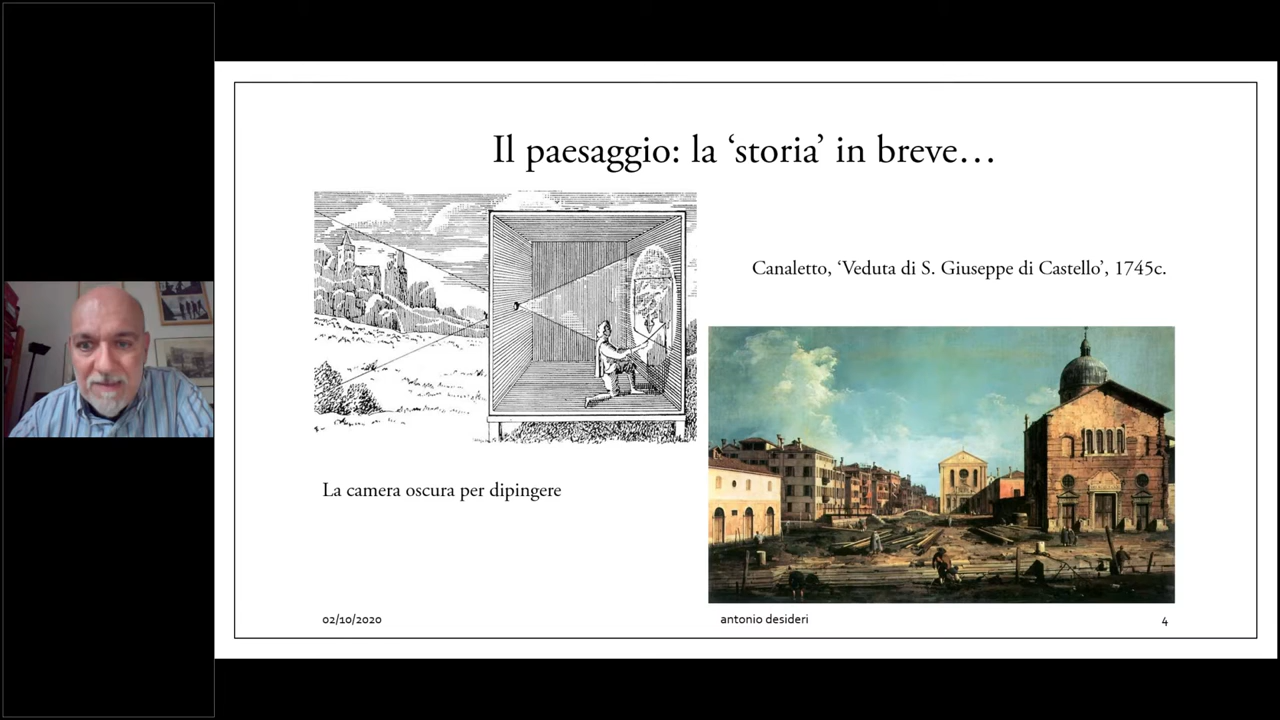 Il paesaggio: la ‘storia’ in breve…
Canaletto, ‘Veduta di S. Giuseppe di Castello’, 1745c.
La camera oscura per dipingere
02/10/2020
antonio desideri
4